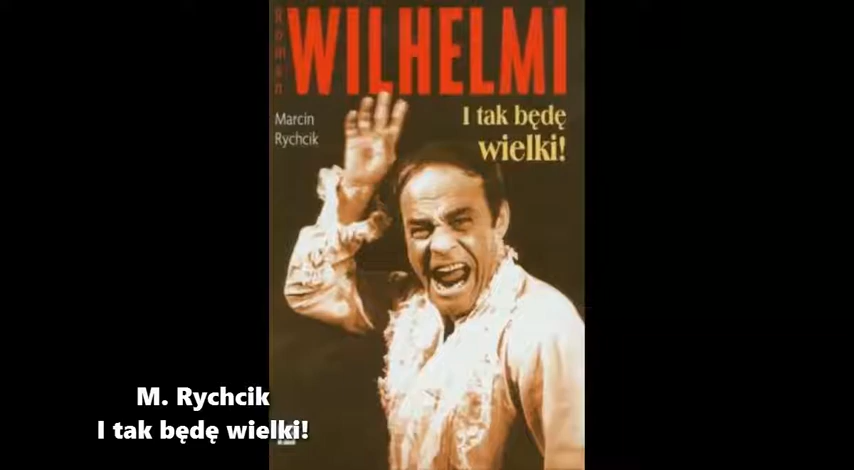 Roman
WILHELMI
Marcin
Rychcik
I tak będę
wielki!
M. Rychcik
I tak będę wielki!